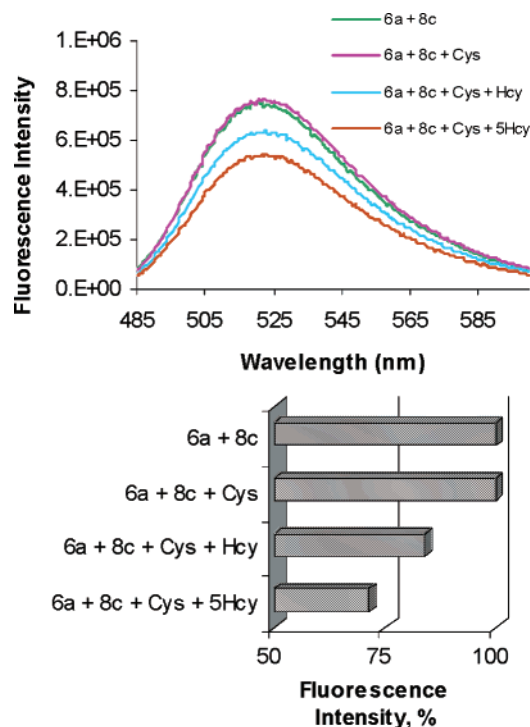 6a + 8c
6a + 8c + Cys
6a + 8c + Cys + Hcy
6a + 8c + Cys + 5Hcy
Fluorescence Intensity
1.E+06
8.E+05
6.E+05
4.E+05
2.E+05
0.E+00
485 505 525 545 565 585
Wavelength (nm)
6a + 8c
6a + 8c + Cys
6a + 8c + Cys + Hcy
6a + 8c + Cys + 5Hcy
50 75 100
Fluorescence
Intensity, %